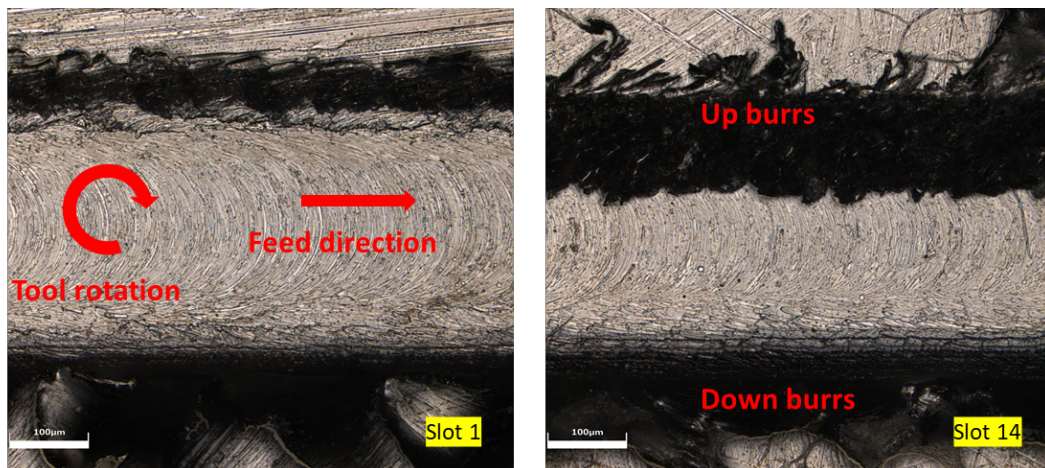 Tool rotation
Feed direction
100μm
Slot 1
Up burrs
Down burrs
100μm
Slot 14